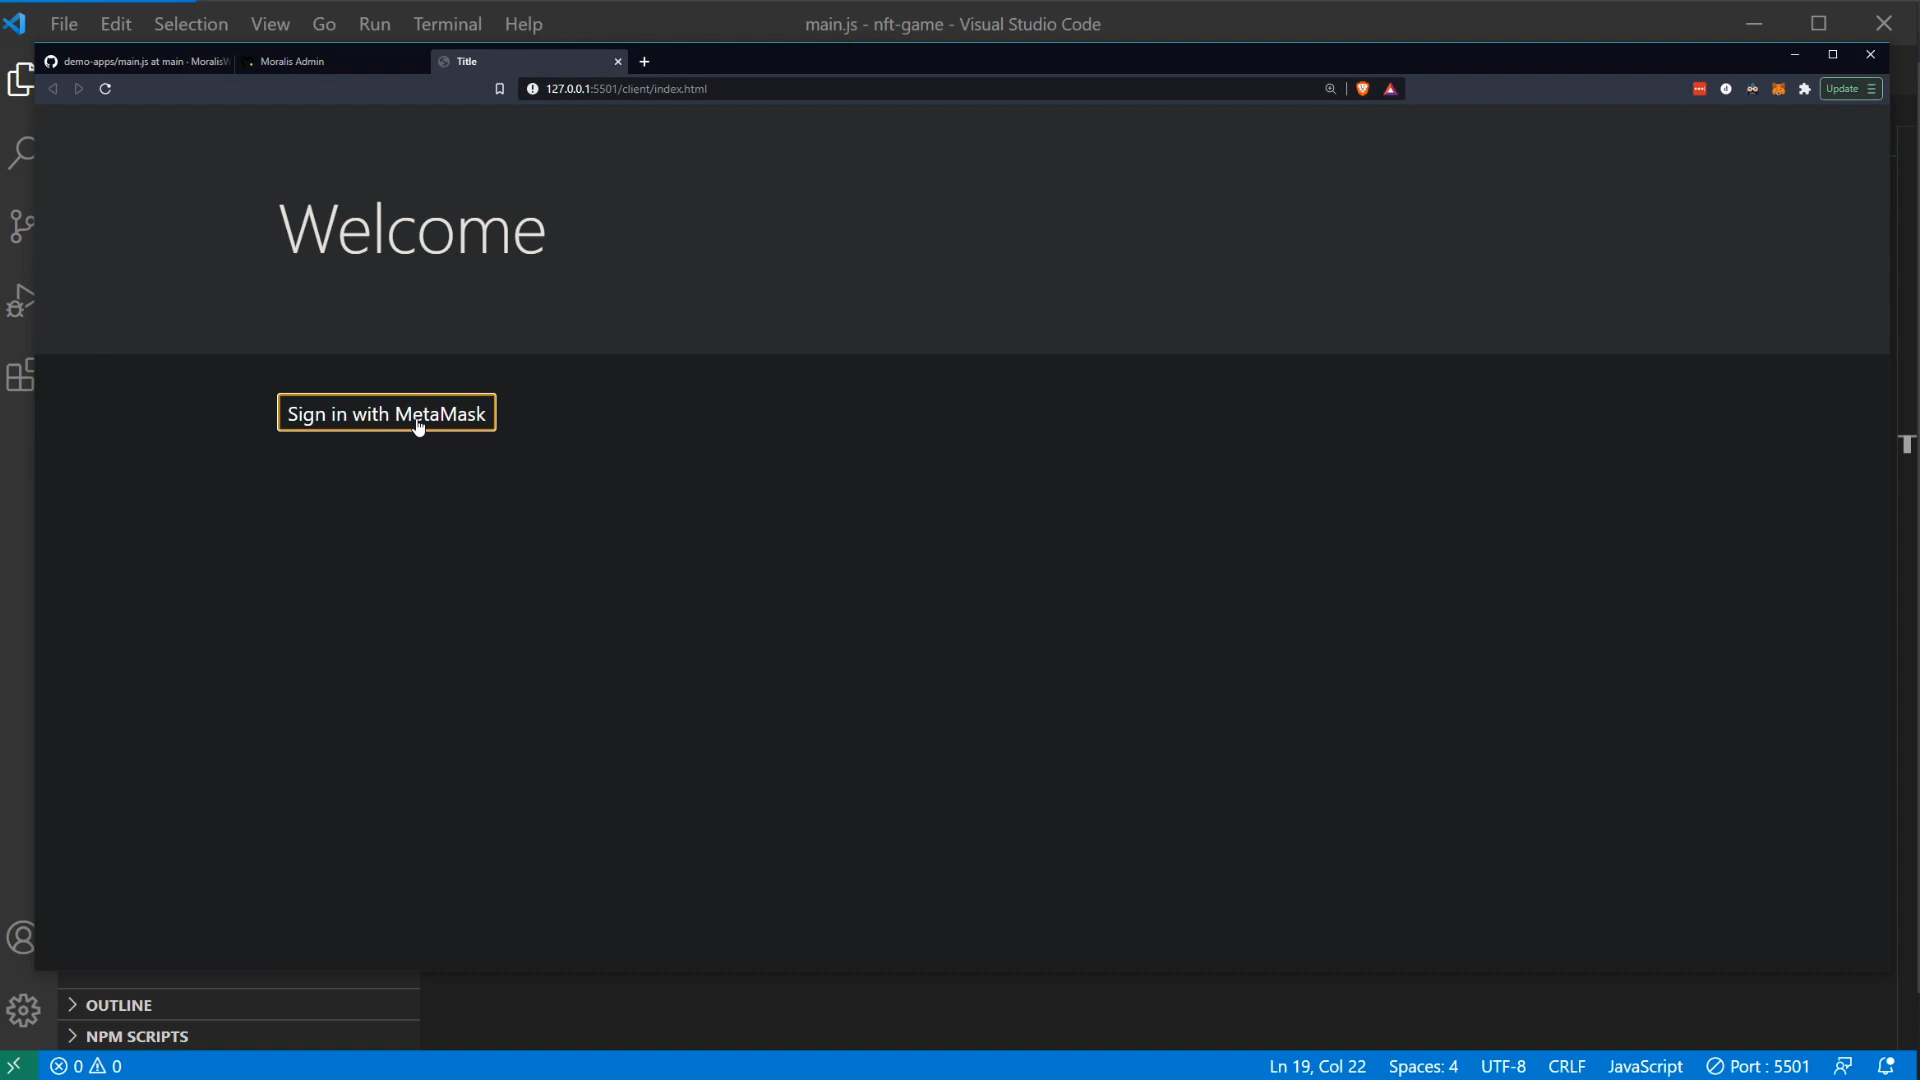 File Edit Selection View Go Run Terminal Help
main.js - nft-game - Visual Studio Code
demo-apps/main.js at main · MoralisW
Moralis Admin
Title
127.0.0.1:5501/client/index.html
Update
Welcome
Sign in with MetaMask
OUTLINE
NPM SCRIPTS
0 0
Ln 19, Col 22 Spaces: 4 UTF-8 CRLF JavaScript Port : 5501